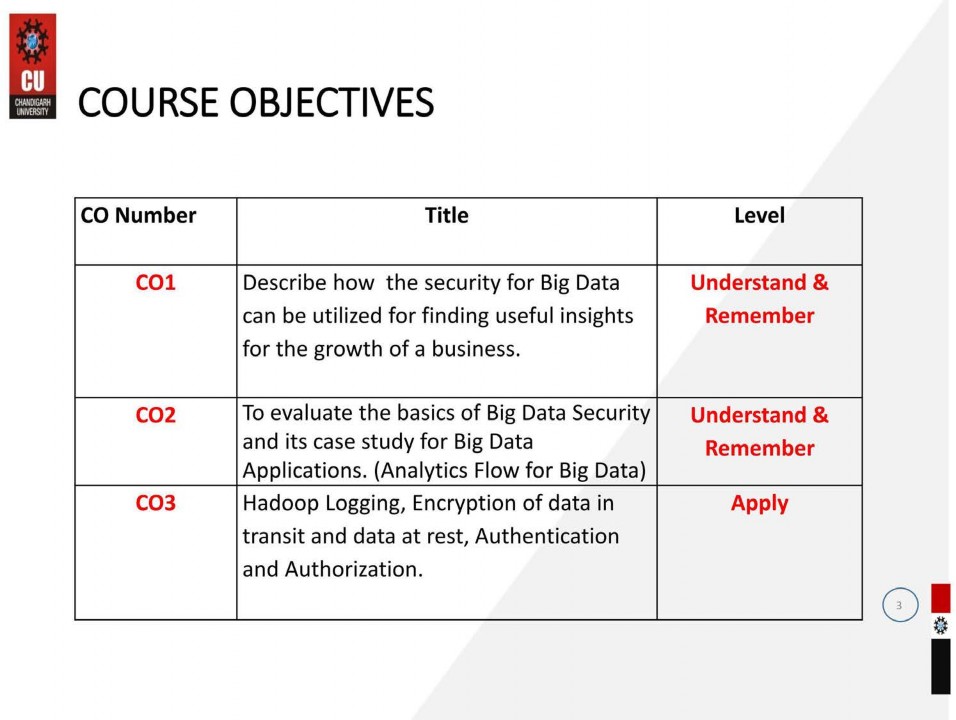 CU
CHANDIGARH
UNIVERSITY
COURSE OBJECTIVES
CO Number Title Level
CO1 Describe how the security for Big Data Understand &
can be utilized for finding useful insights Remember
for the growth of a business.
CO2 To evaluate the basics of Big Data Security Understand &
and its case study for Big Data Remember
Applications. (Analytics Flow for Big Data)
CO3 Hadoop Logging, Encryption of data in Apply
transit and data at rest, Authentication
and Authorization.
3